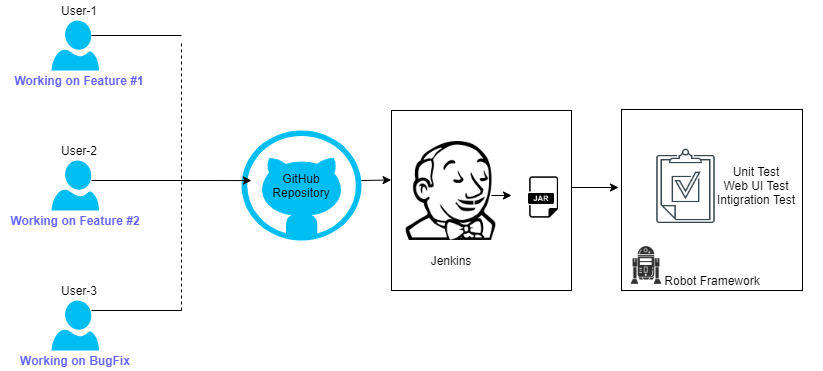 User-1
Working on Feature #1
User-2
Working on Feature #2
User-3
Working on BugFix
GitHub
Repository
JAR
Jenkins
Unit Test
Web UI Test
Intigration Test
Robot Framework